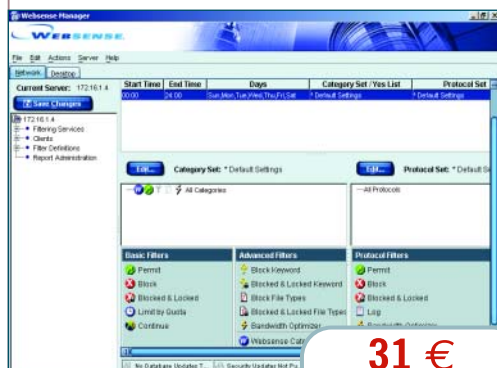 Websense Manager
WEBSENSE.
File Edit Actions Server Help
Network Desktop
Current Server: 172.16.1.4
Save Changes
172.16.1.4
Filtering Services
Clients
Filter Definitions
Report Administration
Start Time End Time Days Category Set / Yes List Protocol Set
00:00 24:00 Sun,Mon,Tue,Wed,Thu,Fri,Sat * Default Settings * Default Settings
Edit... Category Set: * Default Settings
Edit... Protocol Set: * Default
All Categories
All Protocols
Basic Filters
Permit
Block
Blocked & Locked
Limit by Quota
Continue
Advanced Filters
Block Keyword
Blocked & Locked Keyword
Block File Types
Blocked & Locked File Types
Bandwidth Optimizer
Websense
Protocol Filters
Permit
Block
Blocked & Locked
Log
Bandwidth Optimizer
No Database Updates T... Security Updates Not Pu
31 €